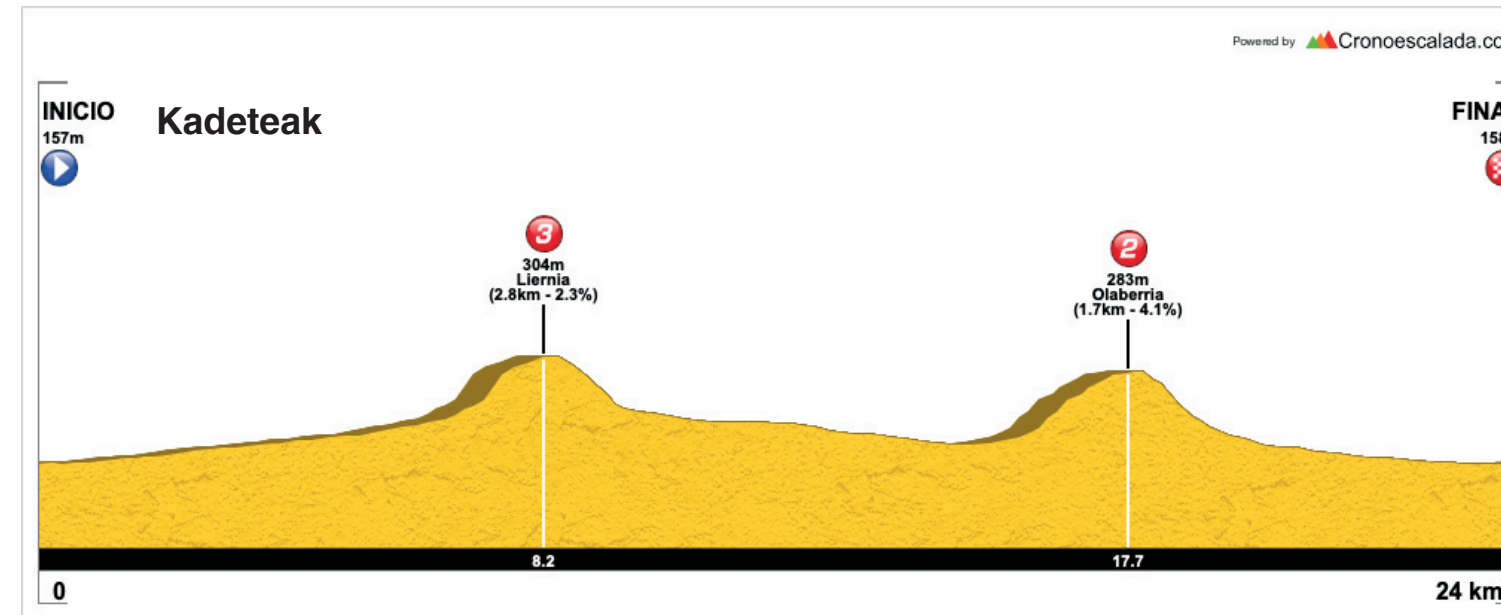 Powered by Cronoescalada.co
INICIO
157m
Kadeteak
FINA
158
3
304m
Liernia
(2.8km - 2.3%)
2
283m
Olaberria
(1.7km - 4.1%)
8.2
17.7
0
24 km